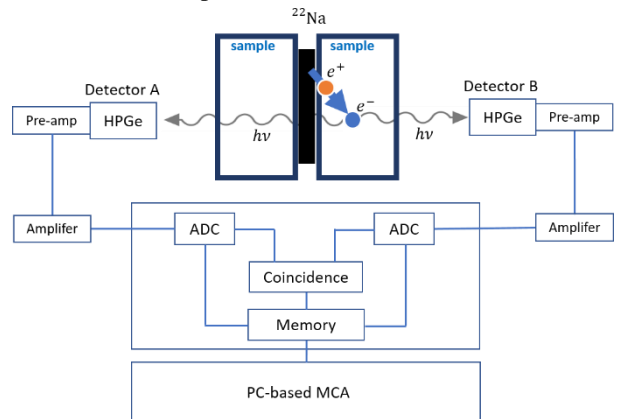 ²²Na
sample
sample
e⁺
Detector A
Detector B
e⁻
Pre-amp
HPGe
hν
hν
HPGe
Pre-amp
Amplifer
ADC
ADC
Amplifer
Coincidence
Memory
PC-based MCA